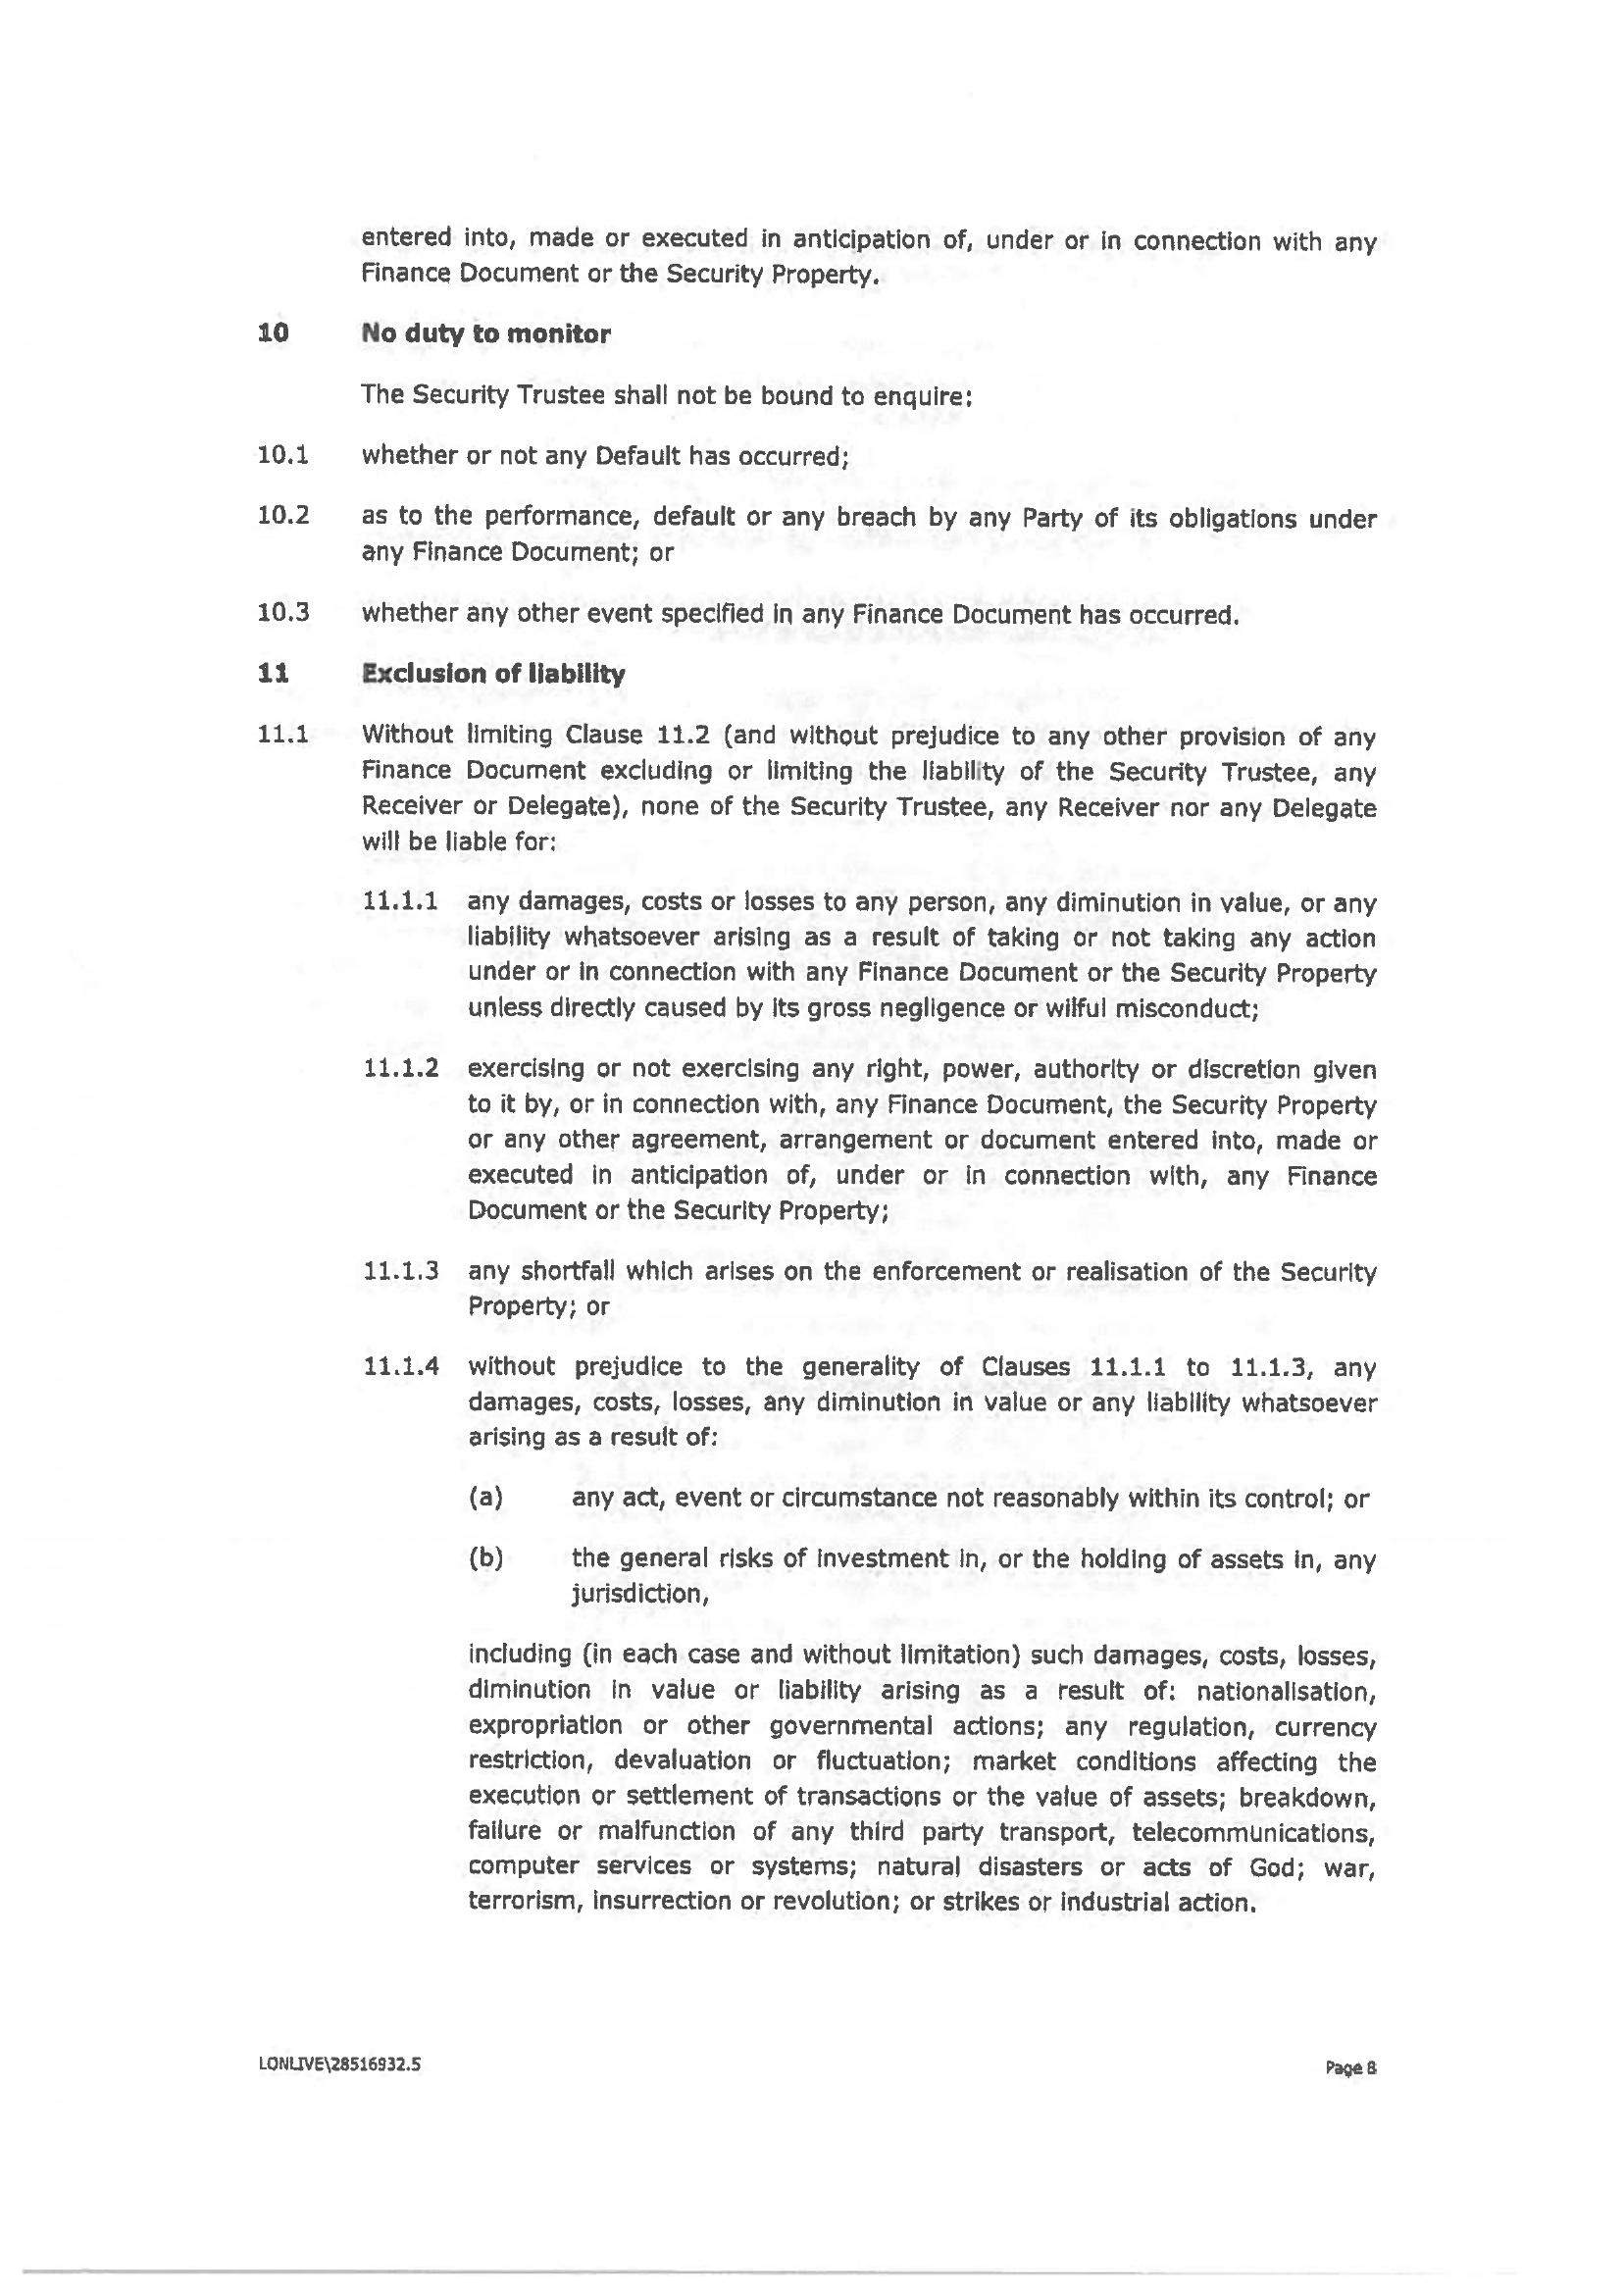 entered into, made or executed in anticipation of, under or in connection with any
Finance Document or the Security Property.
10 No duty to monitor
The Security Trustee shall not be bound to enquire:
10.1 whether or not any Default has occurred;
10.2 as to the performance, default or any breach by any Party of its obligations under
any Finance Document; or
10.3 whether any other event specified in any Finance Document has occurred.
11 Exclusion of liability
11.1 Without limiting Clause 11.2 (and without prejudice to any other provision of any
Finance Document excluding or limiting the liability of the Security Trustee, any
Receiver or Delegate), none of the Security Trustee, any Receiver nor any Delegate
will be liable for:
11.1.1 any damages, costs or losses to any person, any diminution in value, or any
liability whatsoever arising as a result of taking or not taking any action
under or in connection with any Finance Document or the Security Property
unless directly caused by its gross negligence or wilful misconduct;
11.1.2 exercising or not exercising any right, power, authority or discretion given
to it by, or in connection with, any Finance Document, the Security Property
or any other agreement, arrangement or document entered into, made or
executed in anticipation of, under or in connection with, any Finance
Document or the Security Property;
11.1.3 any shortfall which arises on the enforcement or realisation of the Security
Property; or
11.1.4 without prejudice to the generality of Clauses 11.1.1 to 11.1.3, any
damages, costs, losses, any diminution in value or any liability whatsoever
arising as a result of:
(a) any act, event or circumstance not reasonably within its control; or
(b) the general risks of investment in, or the holding of assets in, any
jurisdiction,
including (in each case and without limitation) such damages, costs, losses,
diminution in value or liability arising as a result of: nationalisation,
expropriation or other governmental actions; any regulation, currency
restriction, devaluation or fluctuation; market conditions affecting the
execution or settlement of transactions or the value of assets; breakdown,
failure or malfunction of any third party transport, telecommunications,
computer services or systems; natural disasters or acts of God; war,
terrorism, insurrection or revolution; or strikes or industrial action.
LONLIVE\28516932.5 Page 8